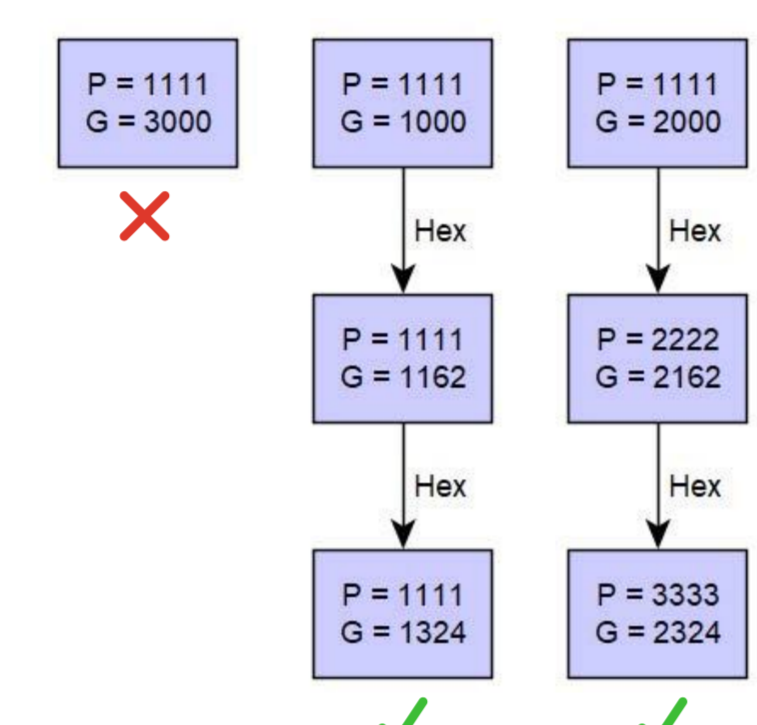 P = 1111
G = 3000
P = 1111
G = 1000
P = 1111
G = 2000
Hex
Hex
P = 1111
G = 1162
P = 2222
G = 2162
Hex
Hex
P = 1111
G = 1324
P = 3333
G = 2324